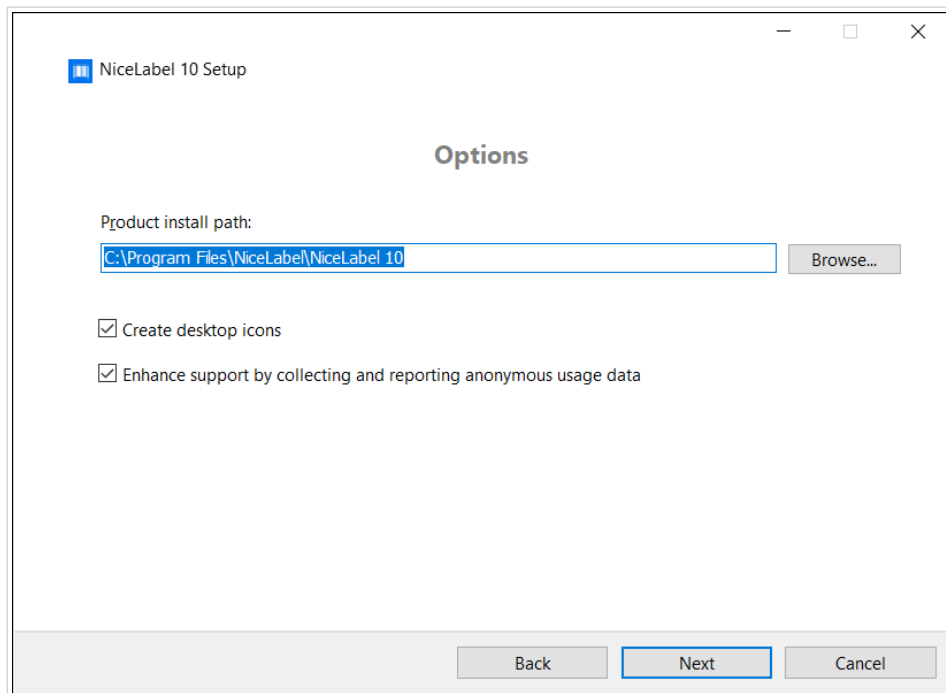 NiceLabel 10 Setup
Options
Product install path:
C:\Program Files\NiceLabel\NiceLabel 10
Browse...
Create desktop icons
Enhance support by collecting and reporting anonymous usage data
Back Next Cancel